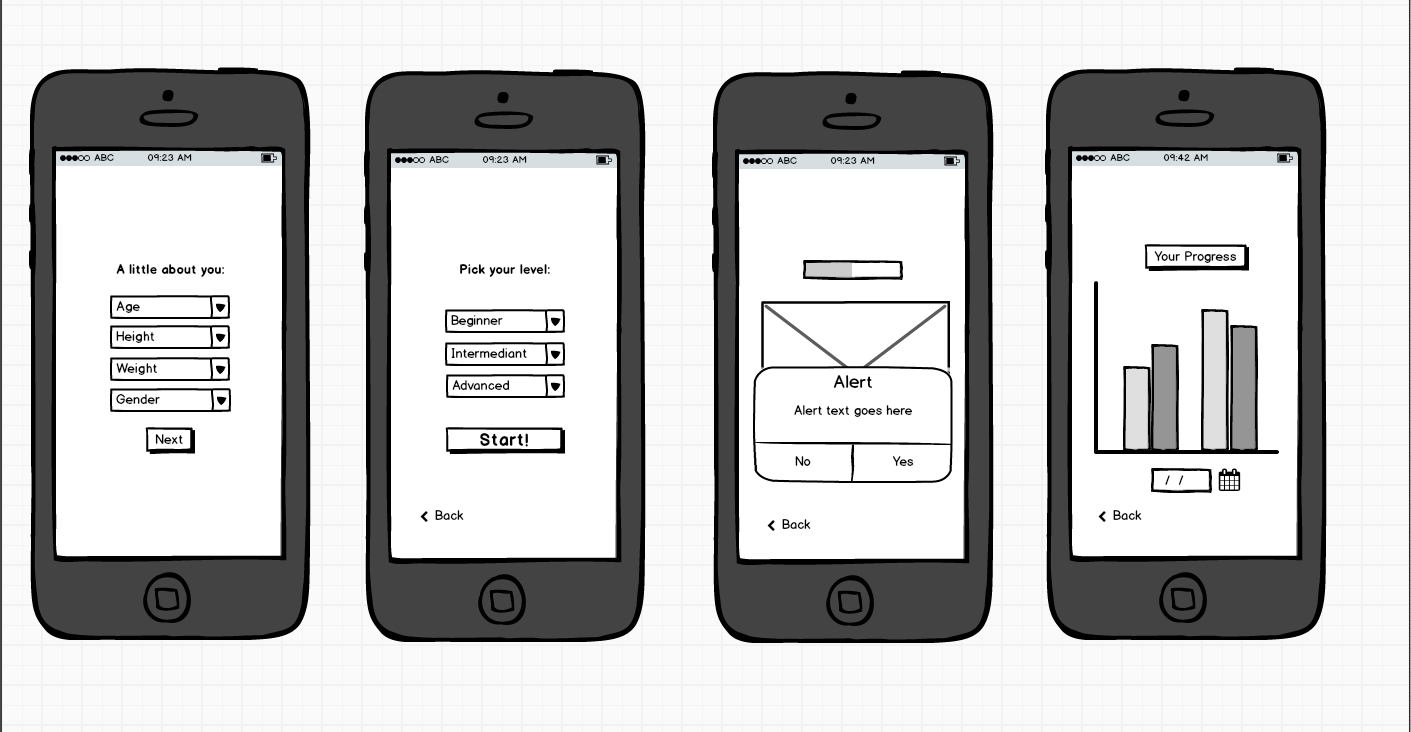 ABC 09:23 AM
A little about you:
Age
Height
Weight
Gender
Next
ABC 09:23 AM
Pick your level:
Beginner
Intermediant
Advanced
Start!
Back
ABC 09:23 AM
Alert
Alert text goes here
No Yes
Back
ABC 09:42 AM
Your Progress
/ /
Back